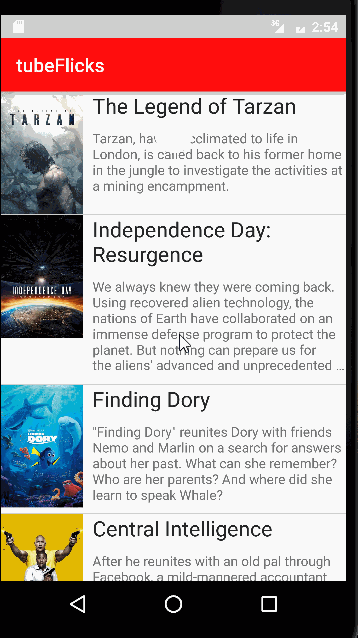 2:54
tubeFlicks
The Legend of Tarzan
TARZAN
Tarzan, ha cclimated to life in
London, is called back to his former home
in the jungle to investigate the activities at
a mining encampment.
Independence Day:
Resurgence
INDEPENDENCE DAY
We always knew they were coming back.
Using recovered alien technology, the
nations of Earth have collaborated on an
immense defense program to protect the
planet. But nothing can prepare us for
the aliens' advanced and unprecedented ...
Finding Dory
FINDING
DORY
"Finding Dory" reunites Dory with friends
Nemo and Marlin on a search for answers
about her past. What can she remember?
Who are her parents? And where did she
learn to speak Whale?
Central Intelligence
After he reunites with an old pal through
Facebook, a mild-mannered accountant